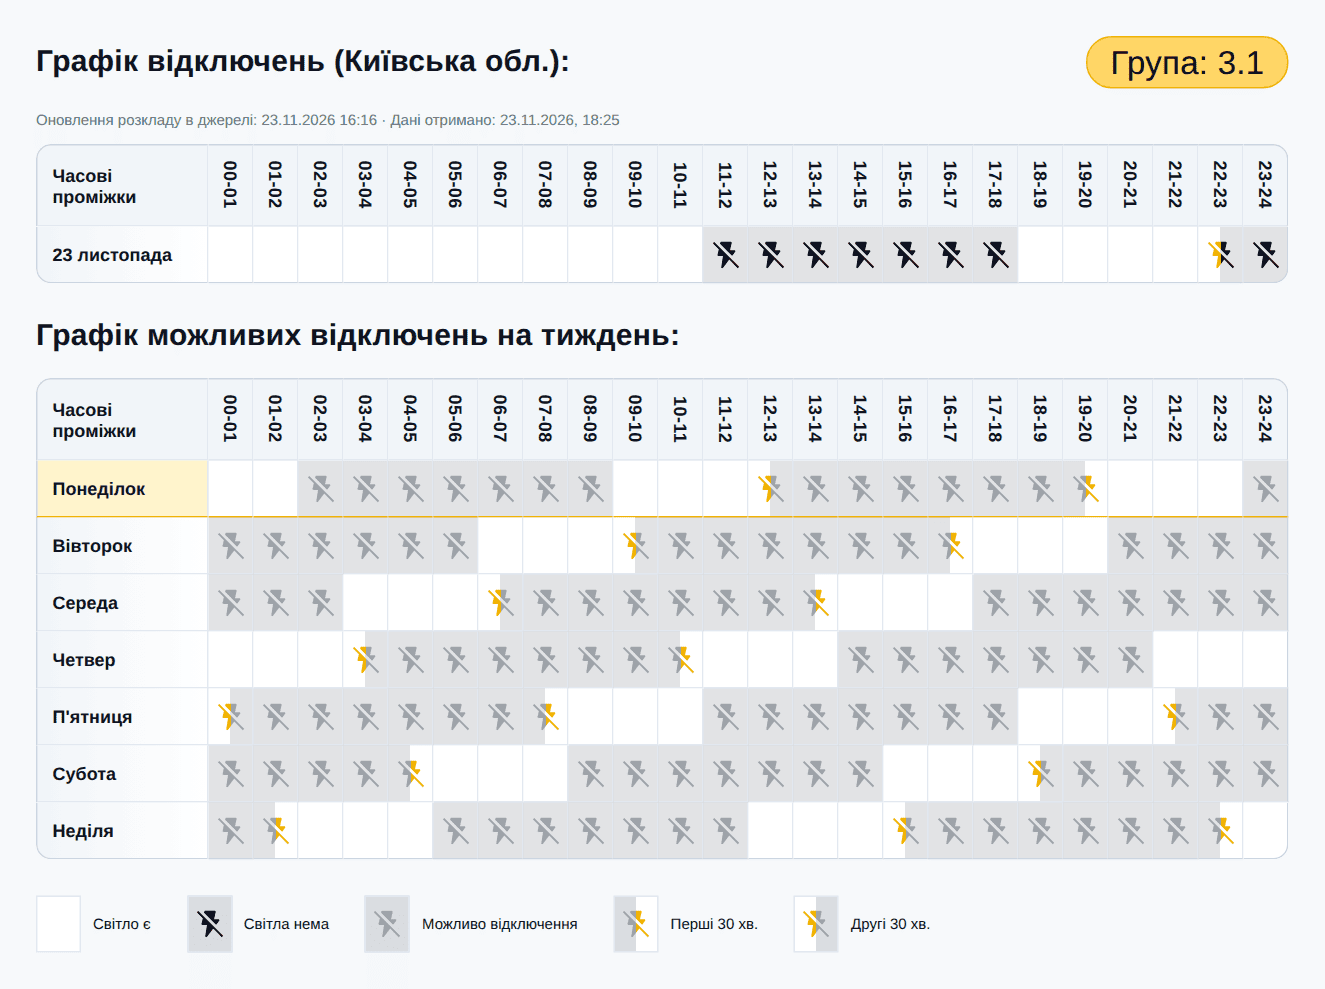 Графік відключень (Київська обл.):
Група: 3.1
Оновлення розкладу в джерелі: 23.11.2026 16:16 · Дані отримано: 23.11.2026, 18:25
Часові проміжки 00-01 01-02 02-03 03-04 04-05 05-06 06-07 07-08 08-09 09-10 10-11 11-12 12-13 13-14 14-15 15-16 16-17 17-18 18-19 19-20 20-21 21-22 22-23 23-24
23 листопада
Графік можливих відключень на тиждень:
Часові проміжки 00-01 01-02 02-03 03-04 04-05 05-06 06-07 07-08 08-09 09-10 10-11 11-12 12-13 13-14 14-15 15-16 16-17 17-18 18-19 19-20 20-21 21-22 22-23 23-24
Понеділок
Вівторок
Середа
Четвер
П'ятниця
Субота
Неділя
Світло є Світла нема Можливо відключення Перші 30 хв. Другі 30 хв.